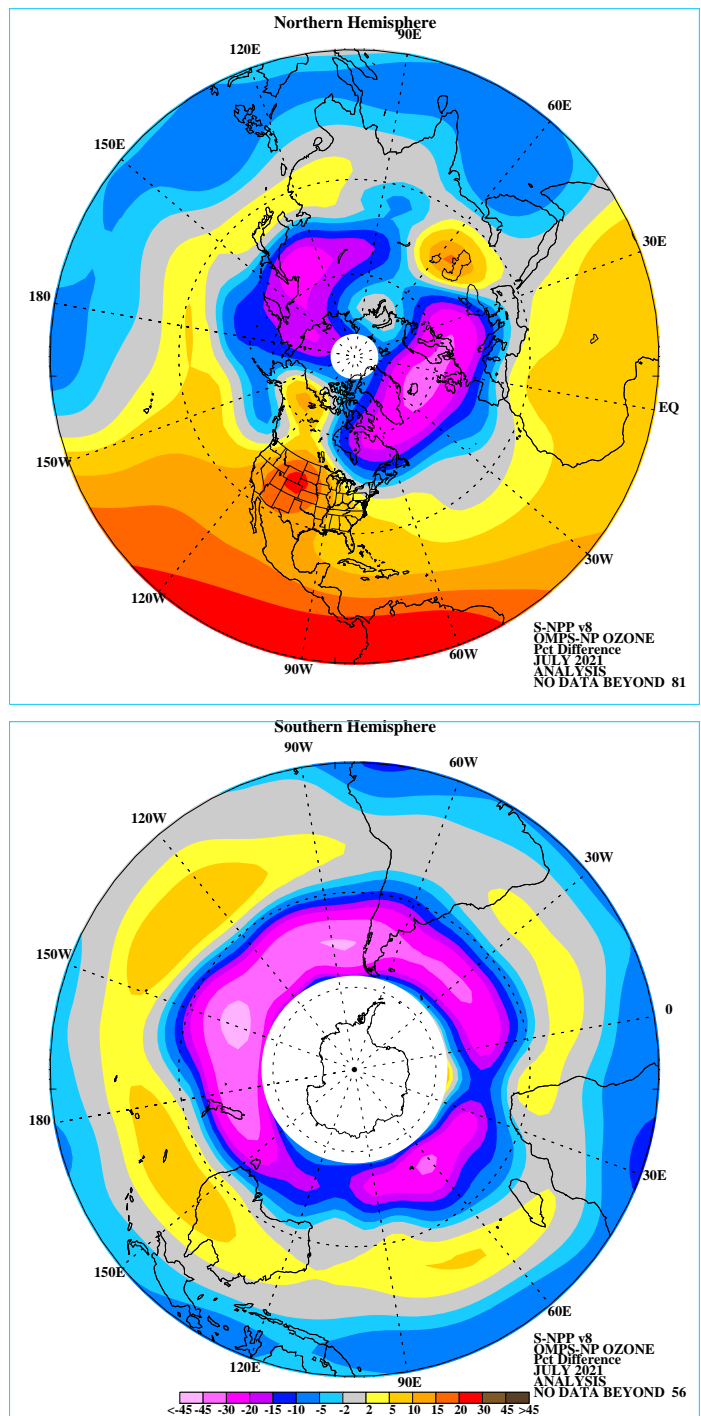 Northern Hemisphere
90E
120E
60E
150E
30E
180
EQ
150W
30W
120W
60W
90W
S-NPP v8
OMPS-NP OZONE
Pct Difference
JULY 2021
ANALYSIS
NO DATA BEYOND 81
Southern Hemisphere
90W
60W
120W
30W
150W
0
180
30E
150E
60E
120E
90E
S-NPP v8
OMPS-NP OZONE
Pct Difference
JULY 2021
ANALYSIS
NO DATA BEYOND 56
<-45 -45 -30 -20 -15 -10 -5 -2 2 5 10 15 20 30 45 >45